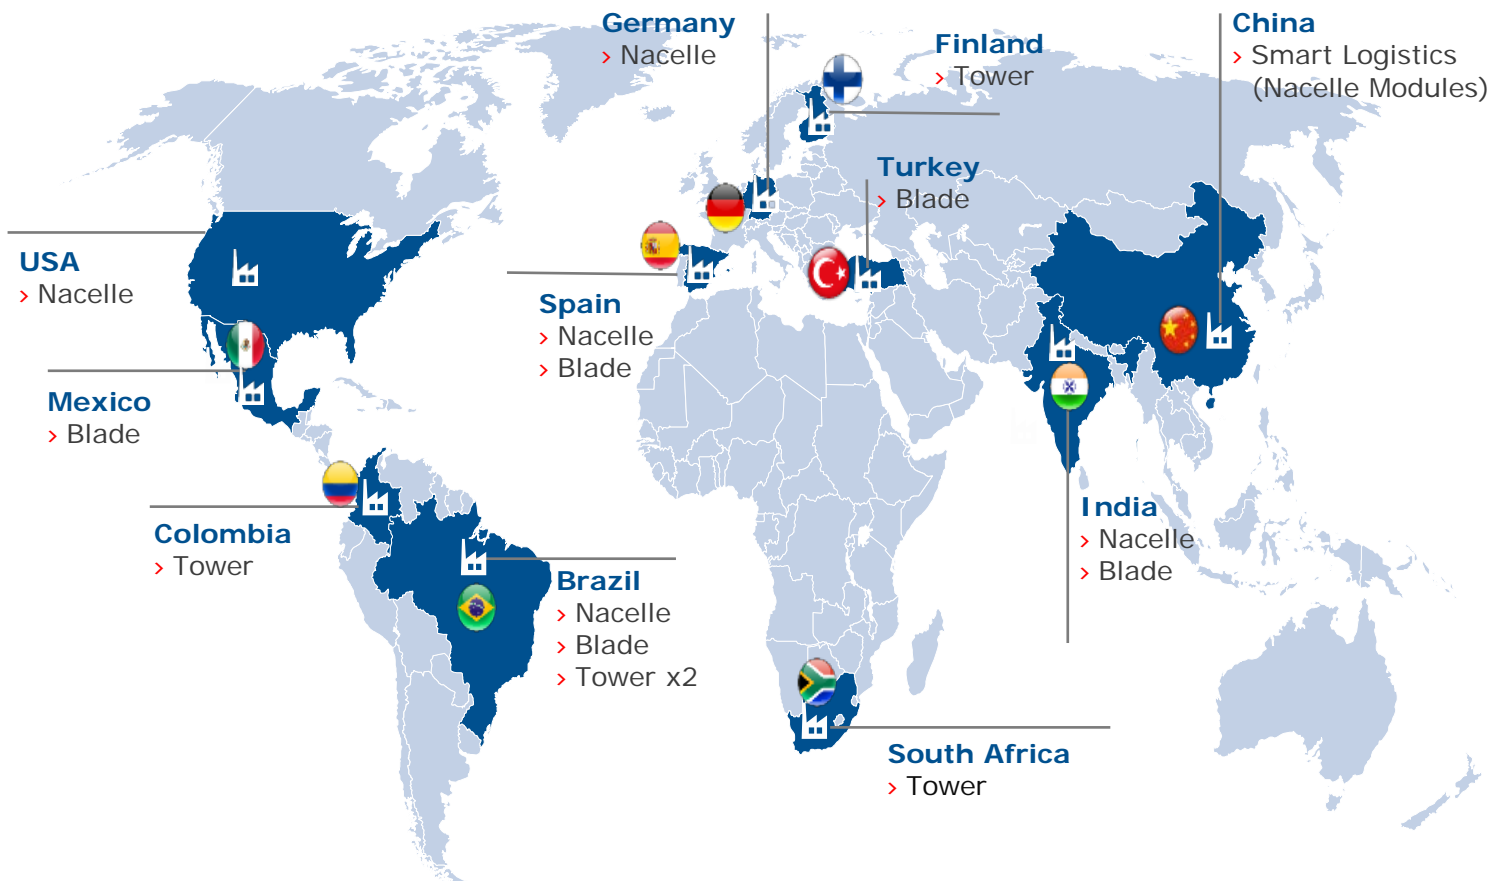 Germany
> Nacelle
Finland
> Tower
China
> Smart Logistics
(Nacelle Modules)
Turkey
> Blade
USA
> Nacelle
Spain
> Nacelle
> Blade
Mexico
> Blade
Colombia
> Tower
India
> Nacelle
> Blade
Brazil
> Nacelle
> Blade
> Tower x2
South Africa
> Tower